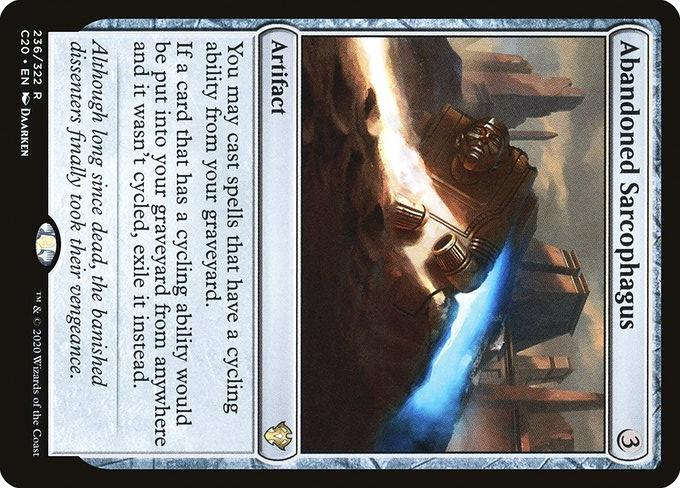 Abandoned Sarcophagus
3
Artifact
You may cast spells that have a cycling
ability from your graveyard.
If a card that has a cycling ability would
be put into your graveyard from anywhere
and it wasn't cycled, exile it instead.
Although long since dead, the banished
dissenters finally took their vengeance.
236/322 R
C20 • EN DAARKEN
™ & © 2020 Wizards of the Coast